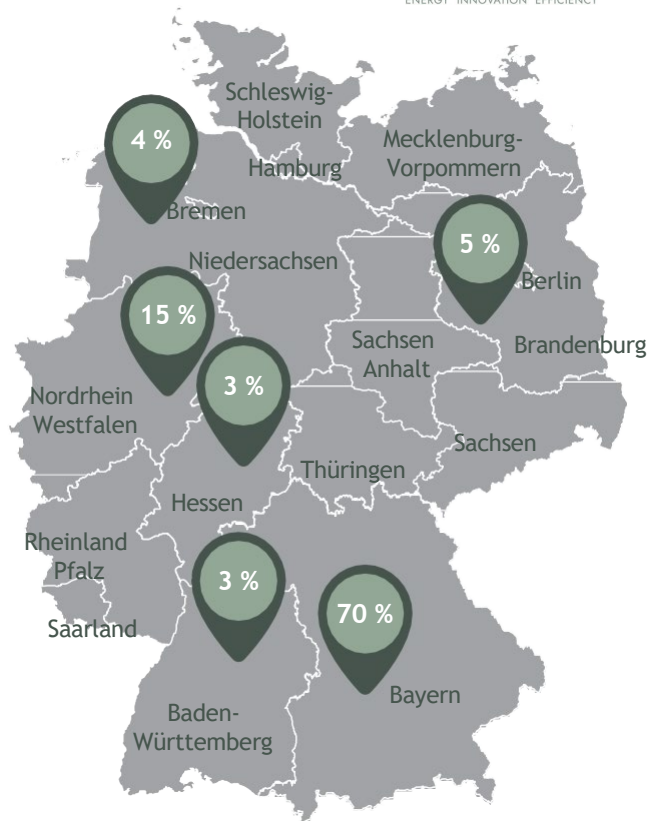 ENERGY INNOVATION EFFICIENCY
Schleswig-
Holstein
4 %
Mecklenburg-
Vorpommern
Hamburg
Bremen
5 %
Niedersachsen
Berlin
15 %
Sachsen
Anhalt
Brandenburg
3 %
Nordrhein
Westfalen
Sachsen
Thüringen
Hessen
Rheinland
Pfalz
3 %
70 %
Saarland
Bayern
Baden-
Württemberg